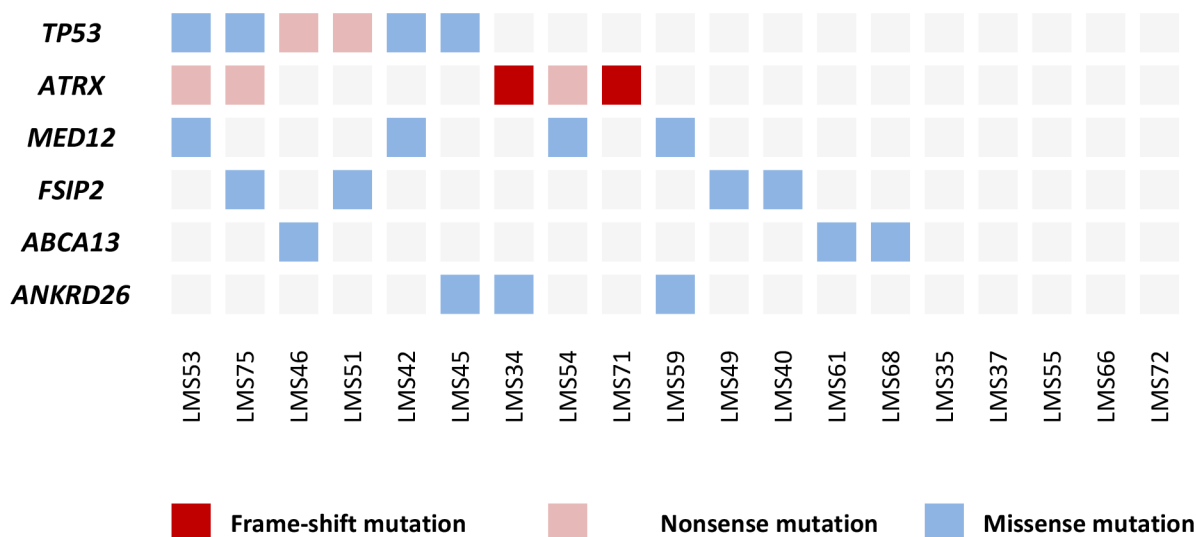 TP53
ATRX
MED12
FSIP2
ABCA13
ANKRD26
LMS53 LMS75 LMS46 LMS51 LMS42 LMS45 LMS34 LMS54 LMS71 LMS59 LMS49 LMS40 LMS61 LMS68 LMS35 LMS37 LMS55 LMS66 LMS72
Frame-shift mutation Nonsense mutation Missense mutation